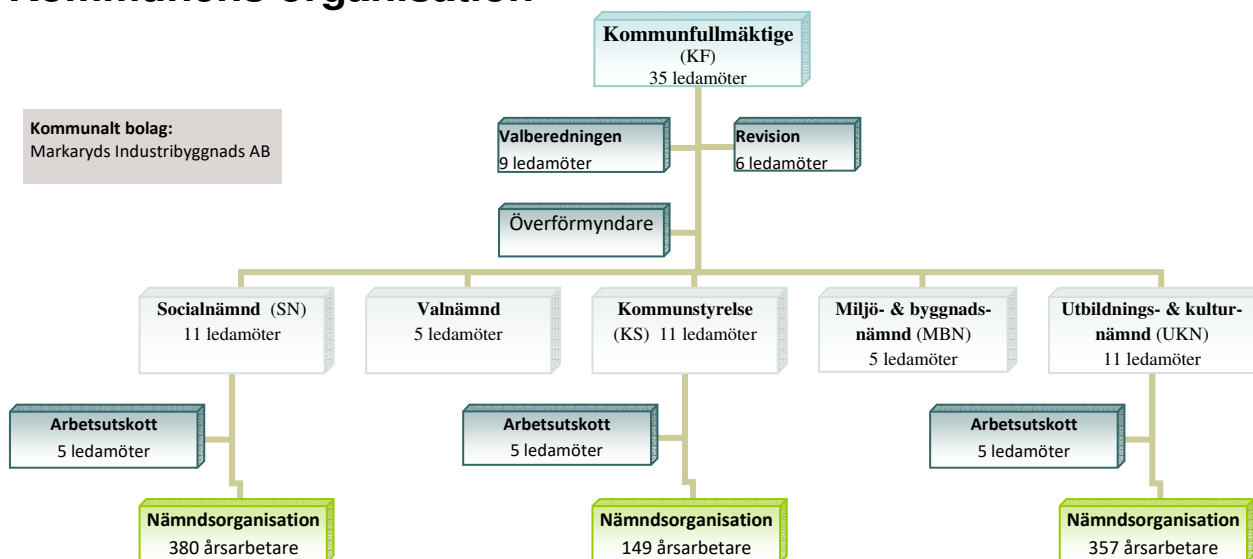 Kommunens organisation
Kommunfullmäktige
(KF)
35 ledamöter
Kommunalt bolag:
Markaryds Industribyggnads AB
Valberedningen
9 ledamöter
Revision
6 ledamöter
Överförmyndare
Socialnämnd (SN)
11 ledamöter
Valnämnd
5 ledamöter
Kommunstyrelse
(KS) 11 ledamöter
Miljö- & byggnads-
nämnd (MBN)
5 ledamöter
Utbildnings- & kultur-
nämnd (UKN)
11 ledamöter
Arbetsutskott
5 ledamöter
Arbetsutskott
5 ledamöter
Arbetsutskott
5 ledamöter
Nämndsorganisation
380 årsarbetare
Nämndsorganisation
149 årsarbetare
Nämndsorganisation
357 årsarbetare